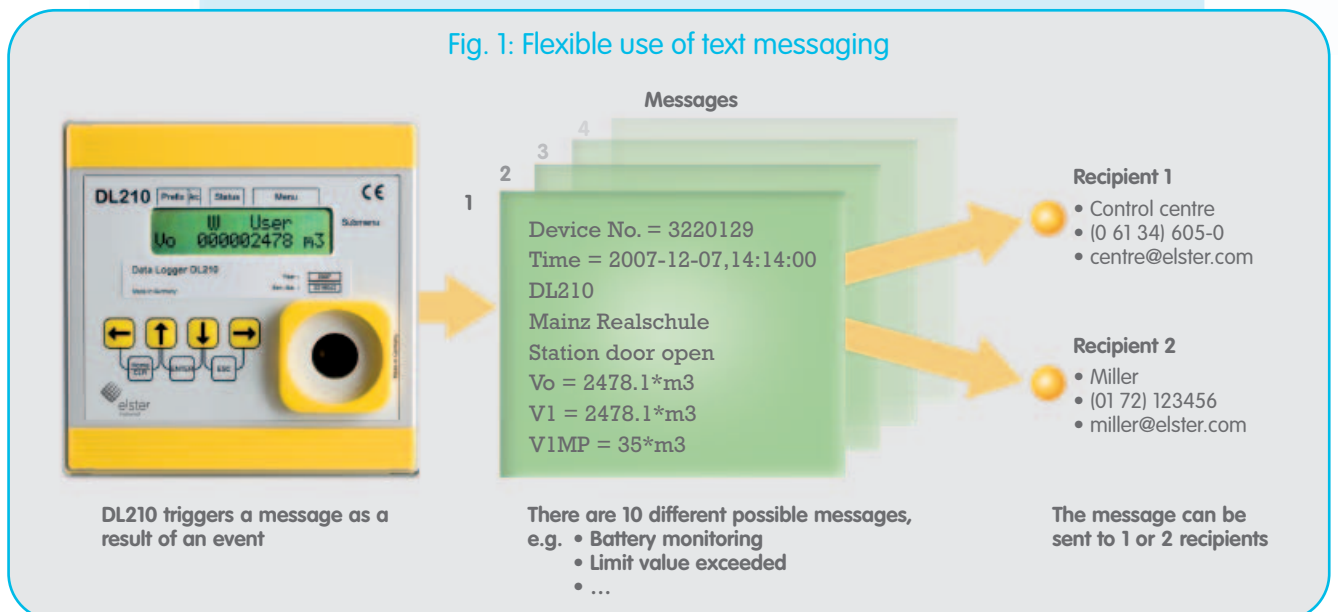 Fig. 1: Flexible use of text messaging
Messages
4
3
2
1
DL210 Prefix Status Menu CE
Submenu
W User
Vo 000002478 m3
Data Logger DL210
Made in Germany
ENTER ESC
elster
Device No. = 3220129
Time = 2007-12-07,14:14:00
DL210
Mainz Realschule
Station door open
Vo = 2478.1*m3
V1 = 2478.1*m3
V1MP = 35*m3
Recipient 1
• Control centre
• (0 61 34) 605-0
• centre@elster.com
Recipient 2
• Miller
• (01 72) 123456
• miller@elster.com
DL210 triggers a message as a
result of an event
There are 10 different possible messages,
e.g. • Battery monitoring
• Limit value exceeded
• ...
The message can be
sent to 1 or 2 recipients